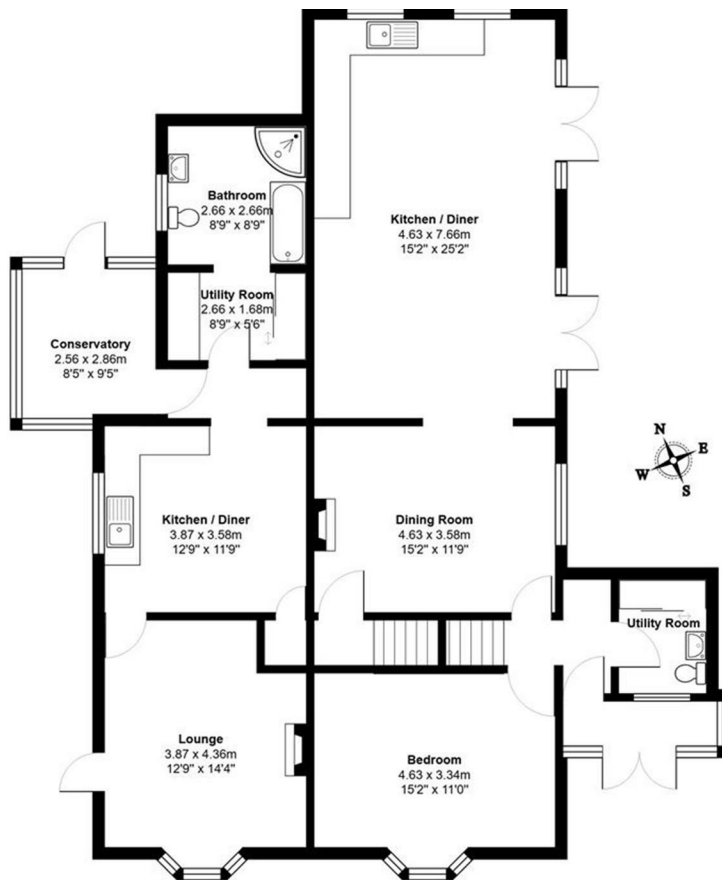 Bathroom
2.66 x 2.66m
8'9" x 8'9"
Kitchen / Diner
4.63 x 7.66m
15'2" x 25'2"
Utility Room
2.66 x 1.68m
8'9" x 5'6"
Conservatory
2.56 x 2.86m
8'5" x 9'5"
N
E
W
S
Kitchen / Diner
3.87 x 3.58m
12'9" x 11'9"
Dining Room
4.63 x 3.58m
15'2" x 11'9"
Utility Room
Lounge
3.87 x 4.36m
12'9" x 14'4"
Bedroom
4.63 x 3.34m
15'2" x 11'0"